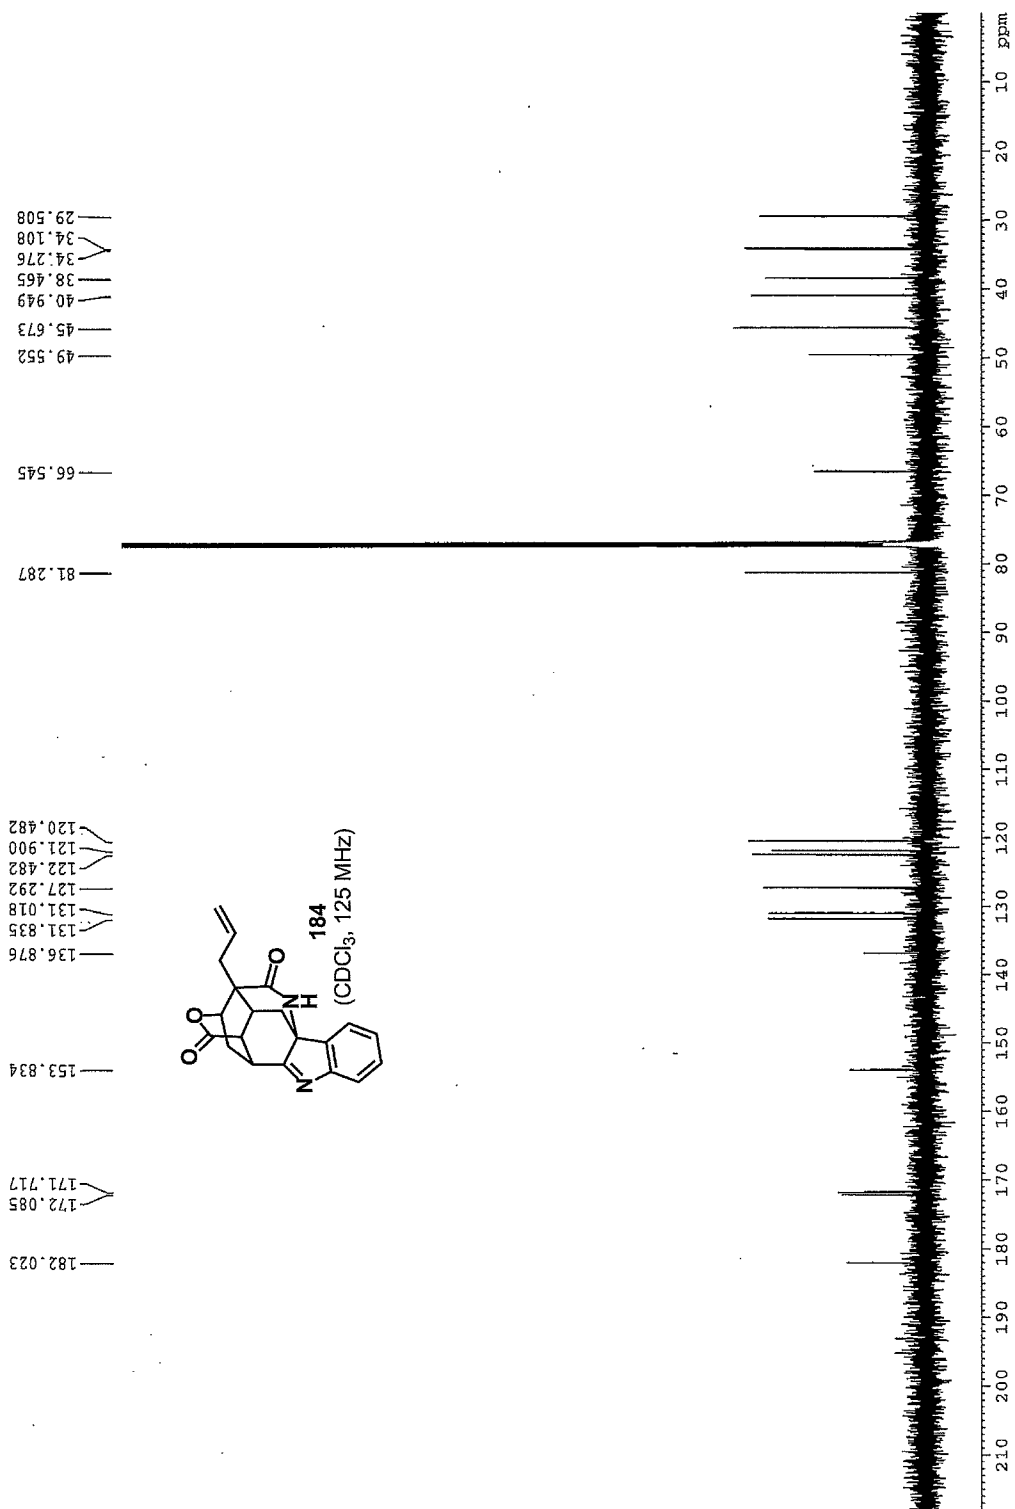 182.023
172.085
171.717
153.834
136.876
131.835
131.018
127.292
122.482
121.900
120.482
81.287
66.545
49.552
45.673
40.949
38.465
34.276
34.108
29.508
O
O
O
N
H
N
184
(CDCl₃, 125 MHz)
210 200 190 180 170 160 150 140 130 120 110 100 90 80 70 60 50 40 30 20 10 ppm